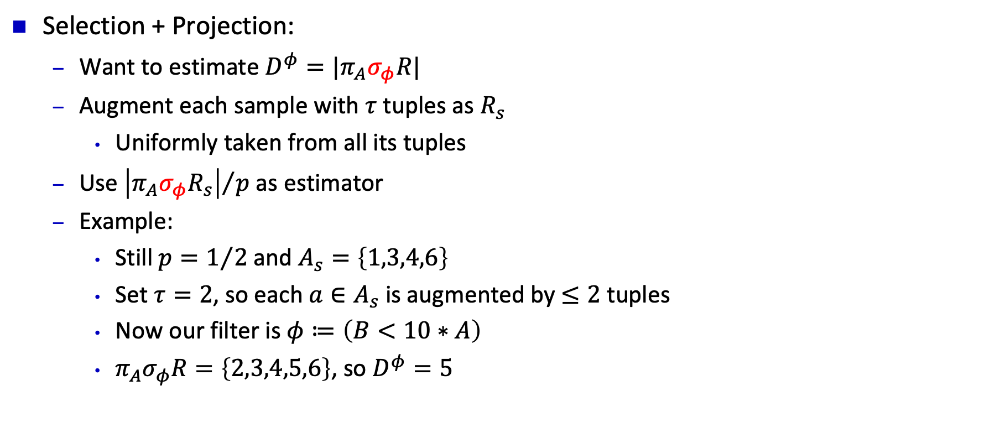 ■ Selection + Projection:
– Want to estimate $D^{\phi} = |\pi_A \sigma_\phi R|$
– Augment each sample with $\tau$ tuples as $R_s$
• Uniformly taken from all its tuples
– Use $|\pi_A \sigma_\phi R_s|/p$ as estimator
– Example:
• Still $p = 1/2$ and $A_s = \{1,3,4,6\}$
• Set $\tau = 2$, so each $a \in A_s$ is augmented by $\leq 2$ tuples
• Now our filter is $\phi := (B < 10 * A)$
• $\pi_A \sigma_\phi R = \{2,3,4,5,6\}$, so $D^{\phi} = 5$